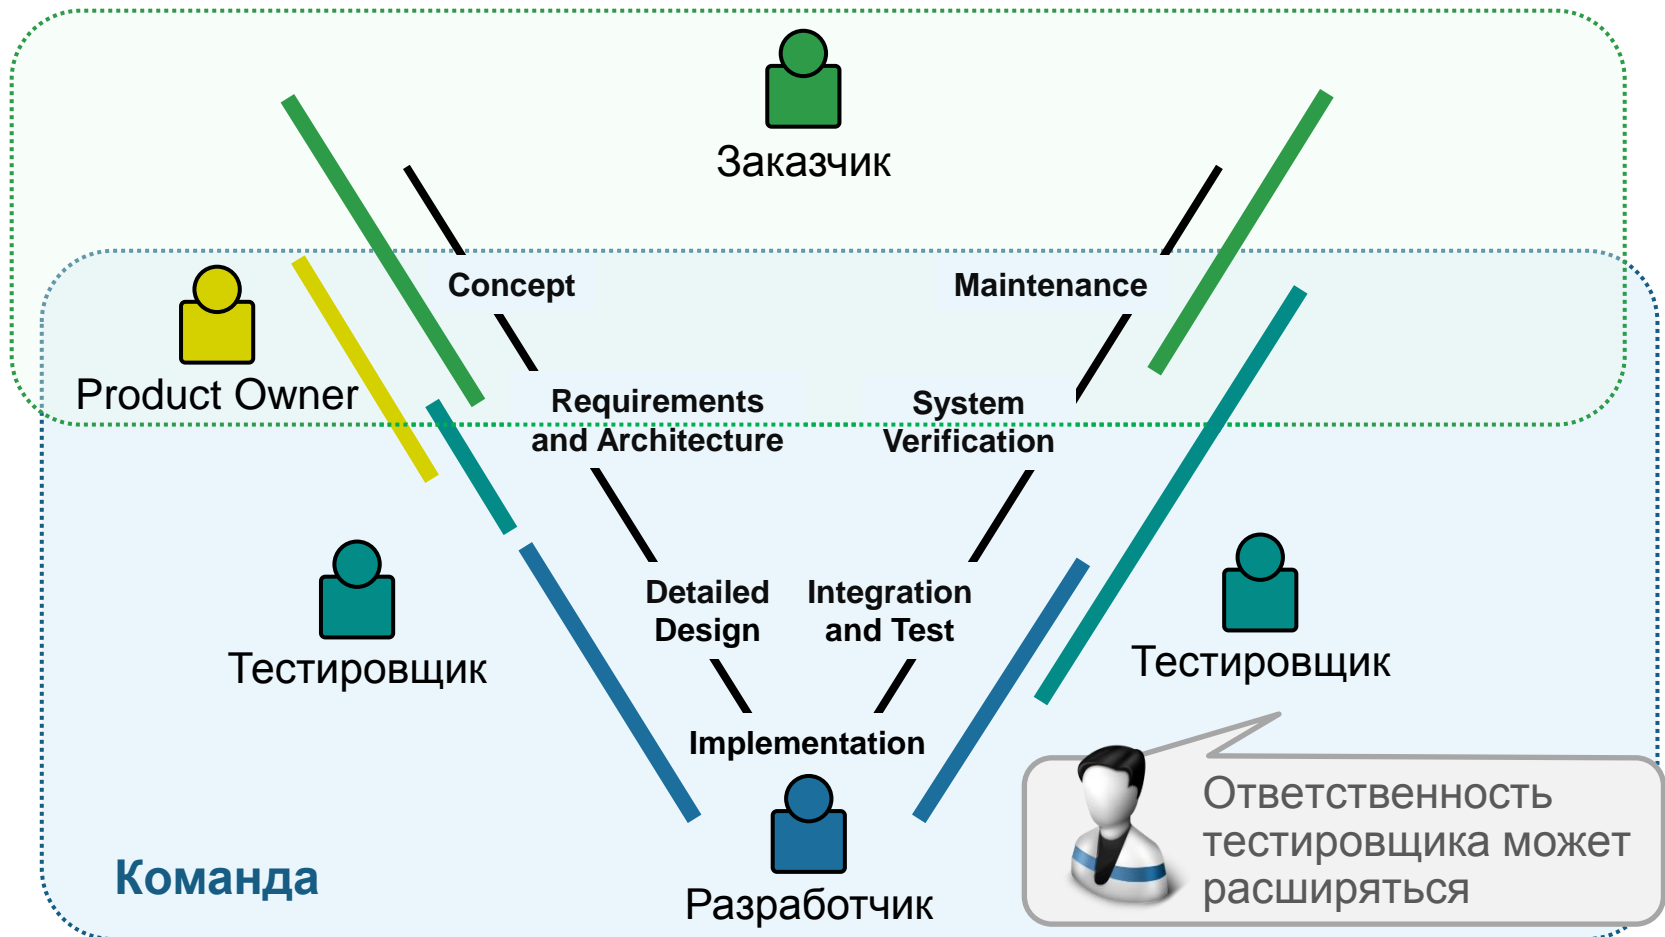 Заказчик
Concept
Maintenance
Product Owner
Requirements
and Architecture
System
Verification
Тестировщик
Detailed
Design
Integration
and Test
Тестировщик
Implementation
Разработчик
Команда
Ответственность
тестировщика может
расширяться